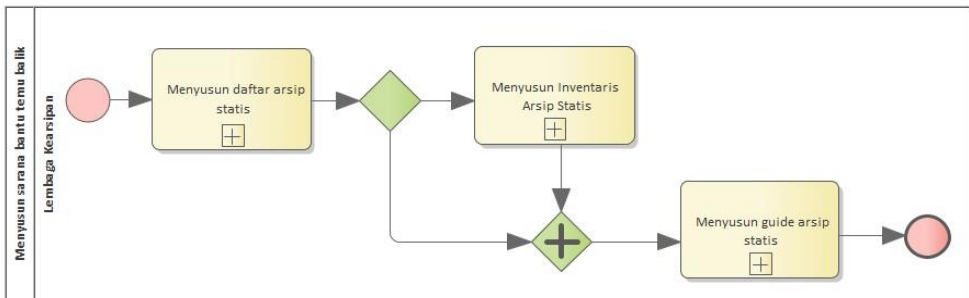 Menyusun sarana bantu temu balik
Lembaga Kearsipan
Menyusun daftar arsip
statis
Menyusun Inventaris
Arsip Statis
Menyusun guide arsip
statis